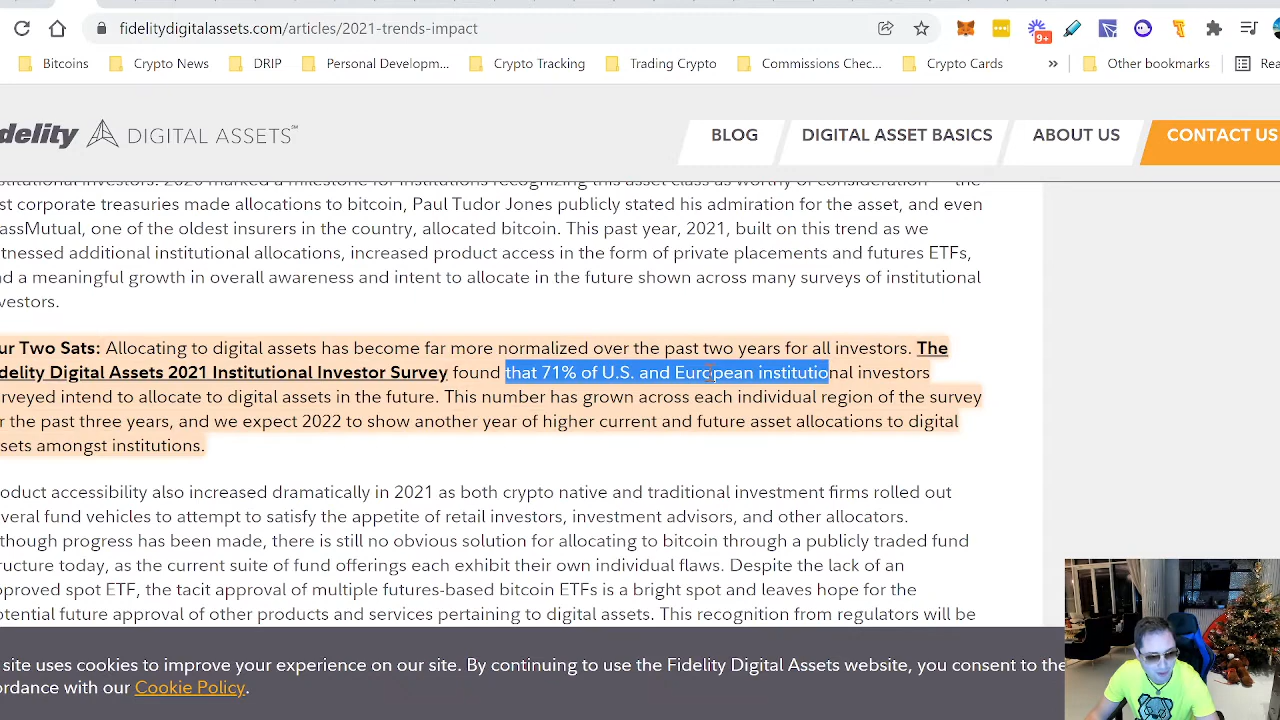 fidelitydigitalassets.com/articles/2021-trends-impact
9+
Bitcoins Crypto News DRIP Personal Developm... Crypto Tracking Trading Crypto Commissions Chec... Crypto Cards » Other bookmarks Rea
delity DIGITAL ASSETS℠
BLOG DIGITAL ASSET BASICS ABOUT US CONTACT US
stitutional investors. 2020 marked a milestone for institutions recognizing this asset class as worthy of consideration — the
st corporate treasuries made allocations to bitcoin, Paul Tudor Jones publicly stated his admiration for the asset, and even
assMutual, one of the oldest insurers in the country, allocated bitcoin. This past year, 2021, built on this trend as we
tnessed additional institutional allocations, increased product access in the form of private placements and futures ETFs,
d a meaningful growth in overall awareness and intent to allocate in the future shown across many surveys of institutional
vestors.
ur Two Sats: Allocating to digital assets has become far more normalized over the past two years for all investors. The
delity Digital Assets 2021 Institutional Investor Survey found that 71% of U.S. and European institutional investors
rveyed intend to allocate to digital assets in the future. This number has grown across each individual region of the survey
r the past three years, and we expect 2022 to show another year of higher current and future asset allocations to digital
sets amongst institutions.
oduct accessibility also increased dramatically in 2021 as both crypto native and traditional investment firms rolled out
veral fund vehicles to attempt to satisfy the appetite of retail investors, investment advisors, and other allocators.
though progress has been made, there is still no obvious solution for allocating to bitcoin through a publicly traded fund
ructure today, as the current suite of fund offerings each exhibit their own individual flaws. Despite the lack of an
pproved spot ETF, the tacit approval of multiple futures-based bitcoin ETFs is a bright spot and leaves hope for the
otential future approval of other products and services pertaining to digital assets. This recognition from regulators will be
site uses cookies to improve your experience on our site. By continuing to use the Fidelity Digital Assets website, you consent to the
ordance with our Cookie Policy.